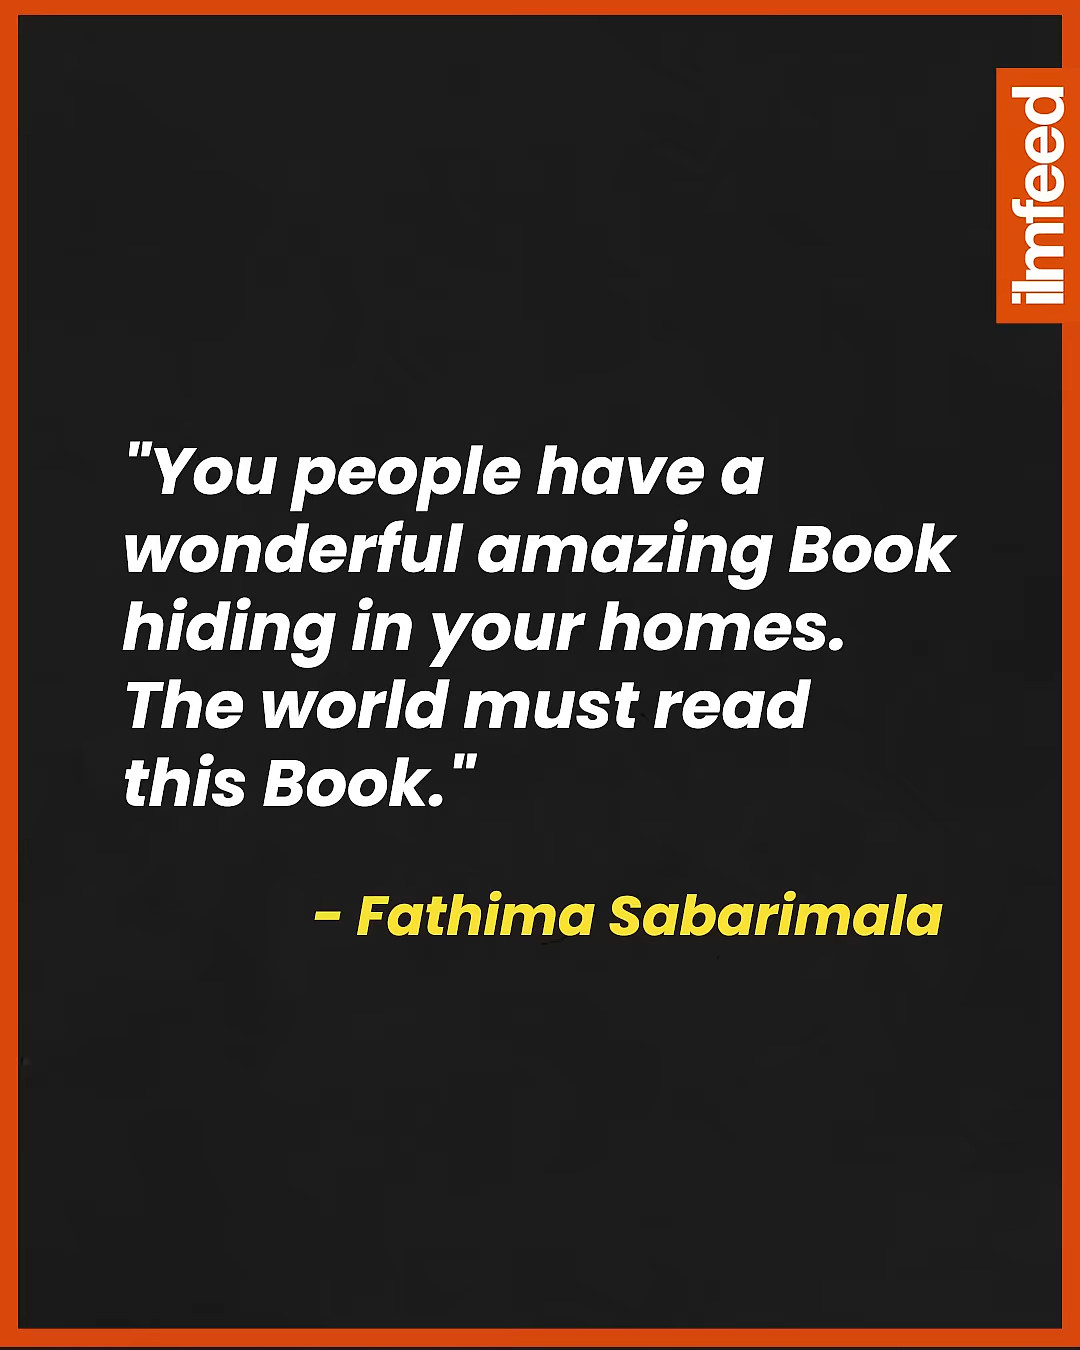 ilmfeed
"You people have a
wonderful amazing Book
hiding in your homes.
The world must read
this Book."
- Fathima Sabarimala